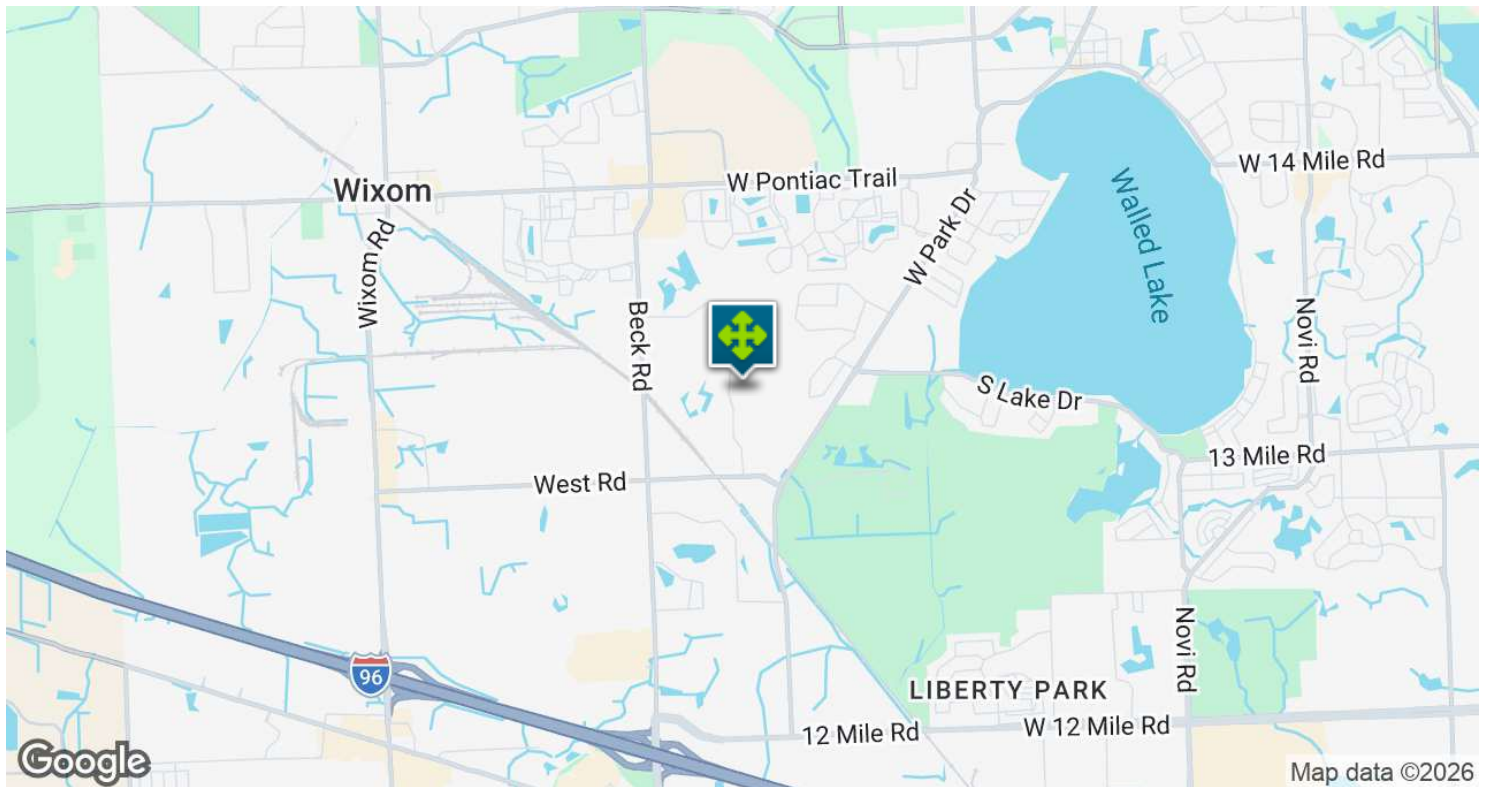 W 14 Mile Rd
W Pontiac Trail
Wixom
Walled Lake
W Park Dr
Wixom Rd
Beck Rd
Novi Rd
S Lake Dr
13 Mile Rd
West Rd
Novi Rd
96
LIBERTY PARK
W 12 Mile Rd
12 Mile Rd
Google
Map data ©2026